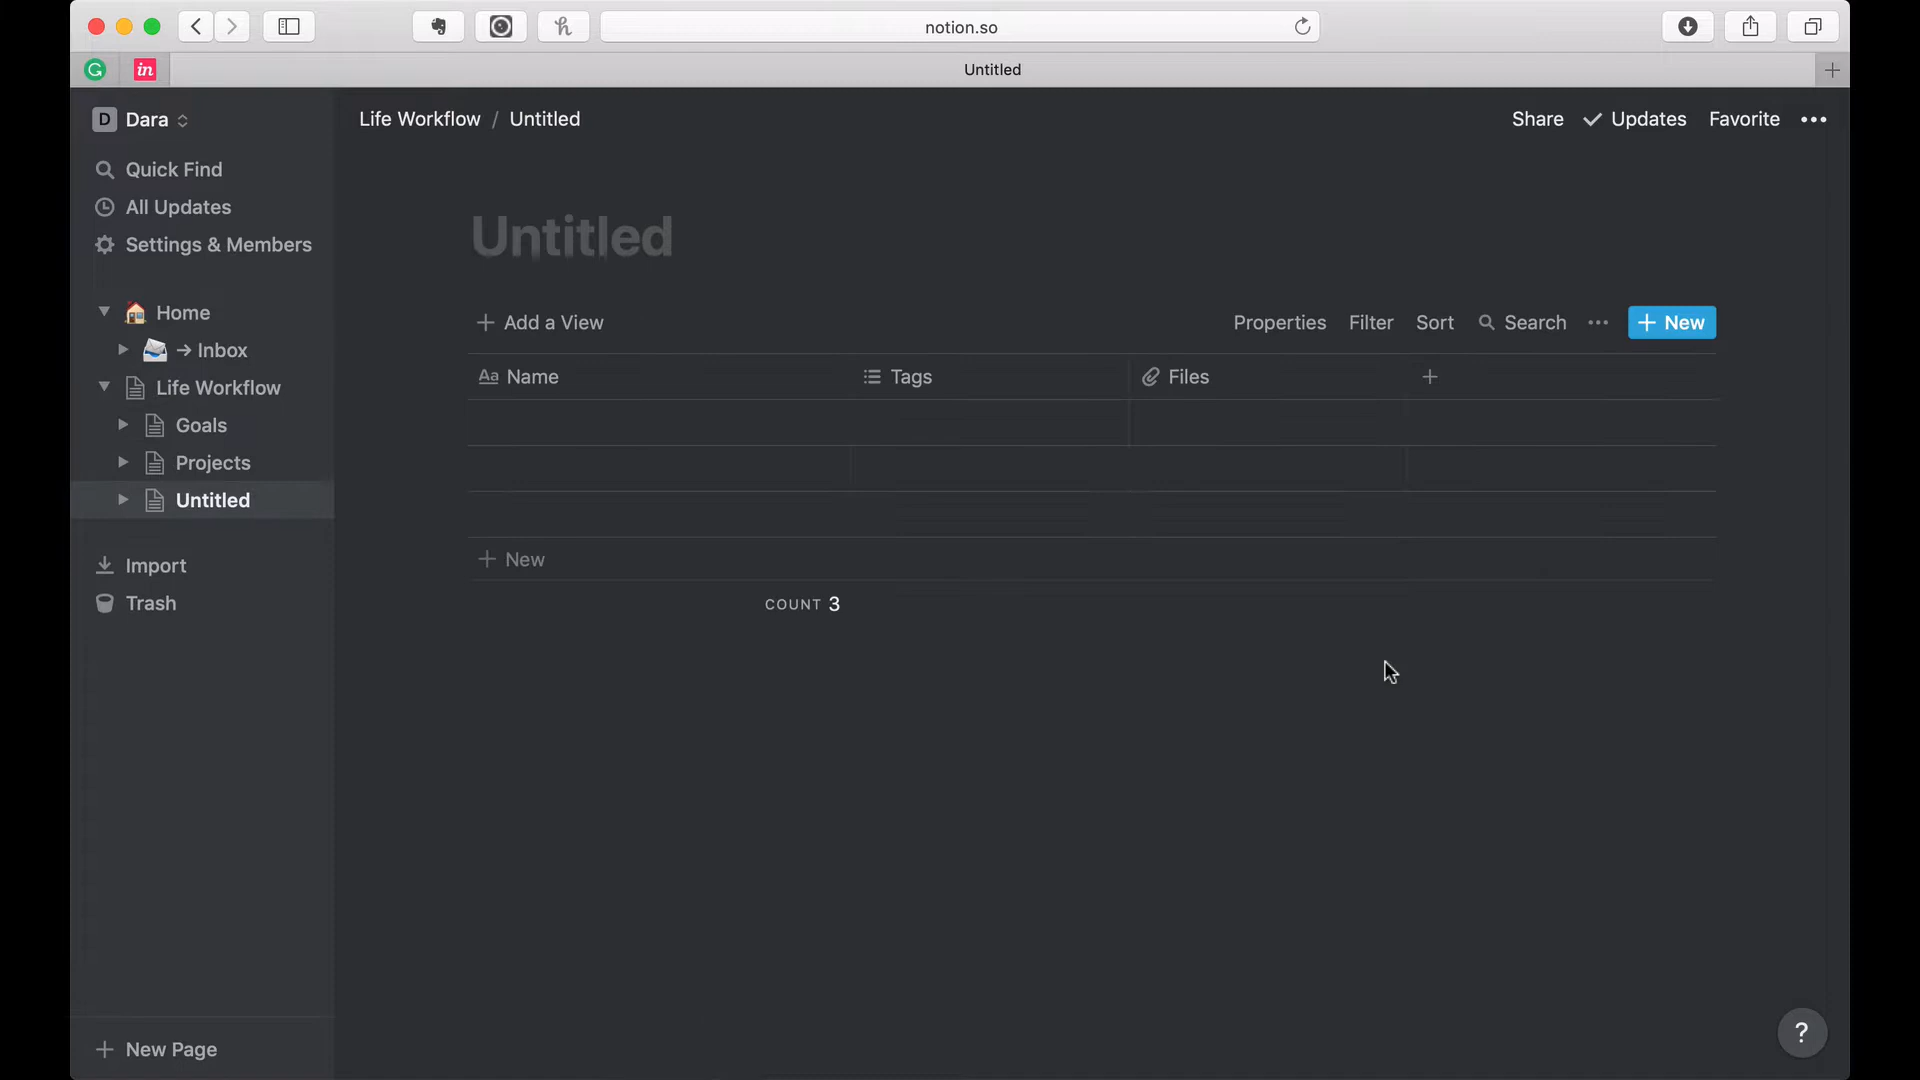 notion.so
G
in
Untitled
D Dara
Life Workflow / Untitled
Share
Updates
Favorite
•••
Quick Find
All Updates
Settings & Members
Home
→ Inbox
Life Workflow
Goals
Projects
Untitled
Import
Trash
+ New Page
Untitled
+ Add a View
Properties
Filter
Sort
Search
•••
+ New
Aa Name
Tags
Files
+
+ New
COUNT 3
?